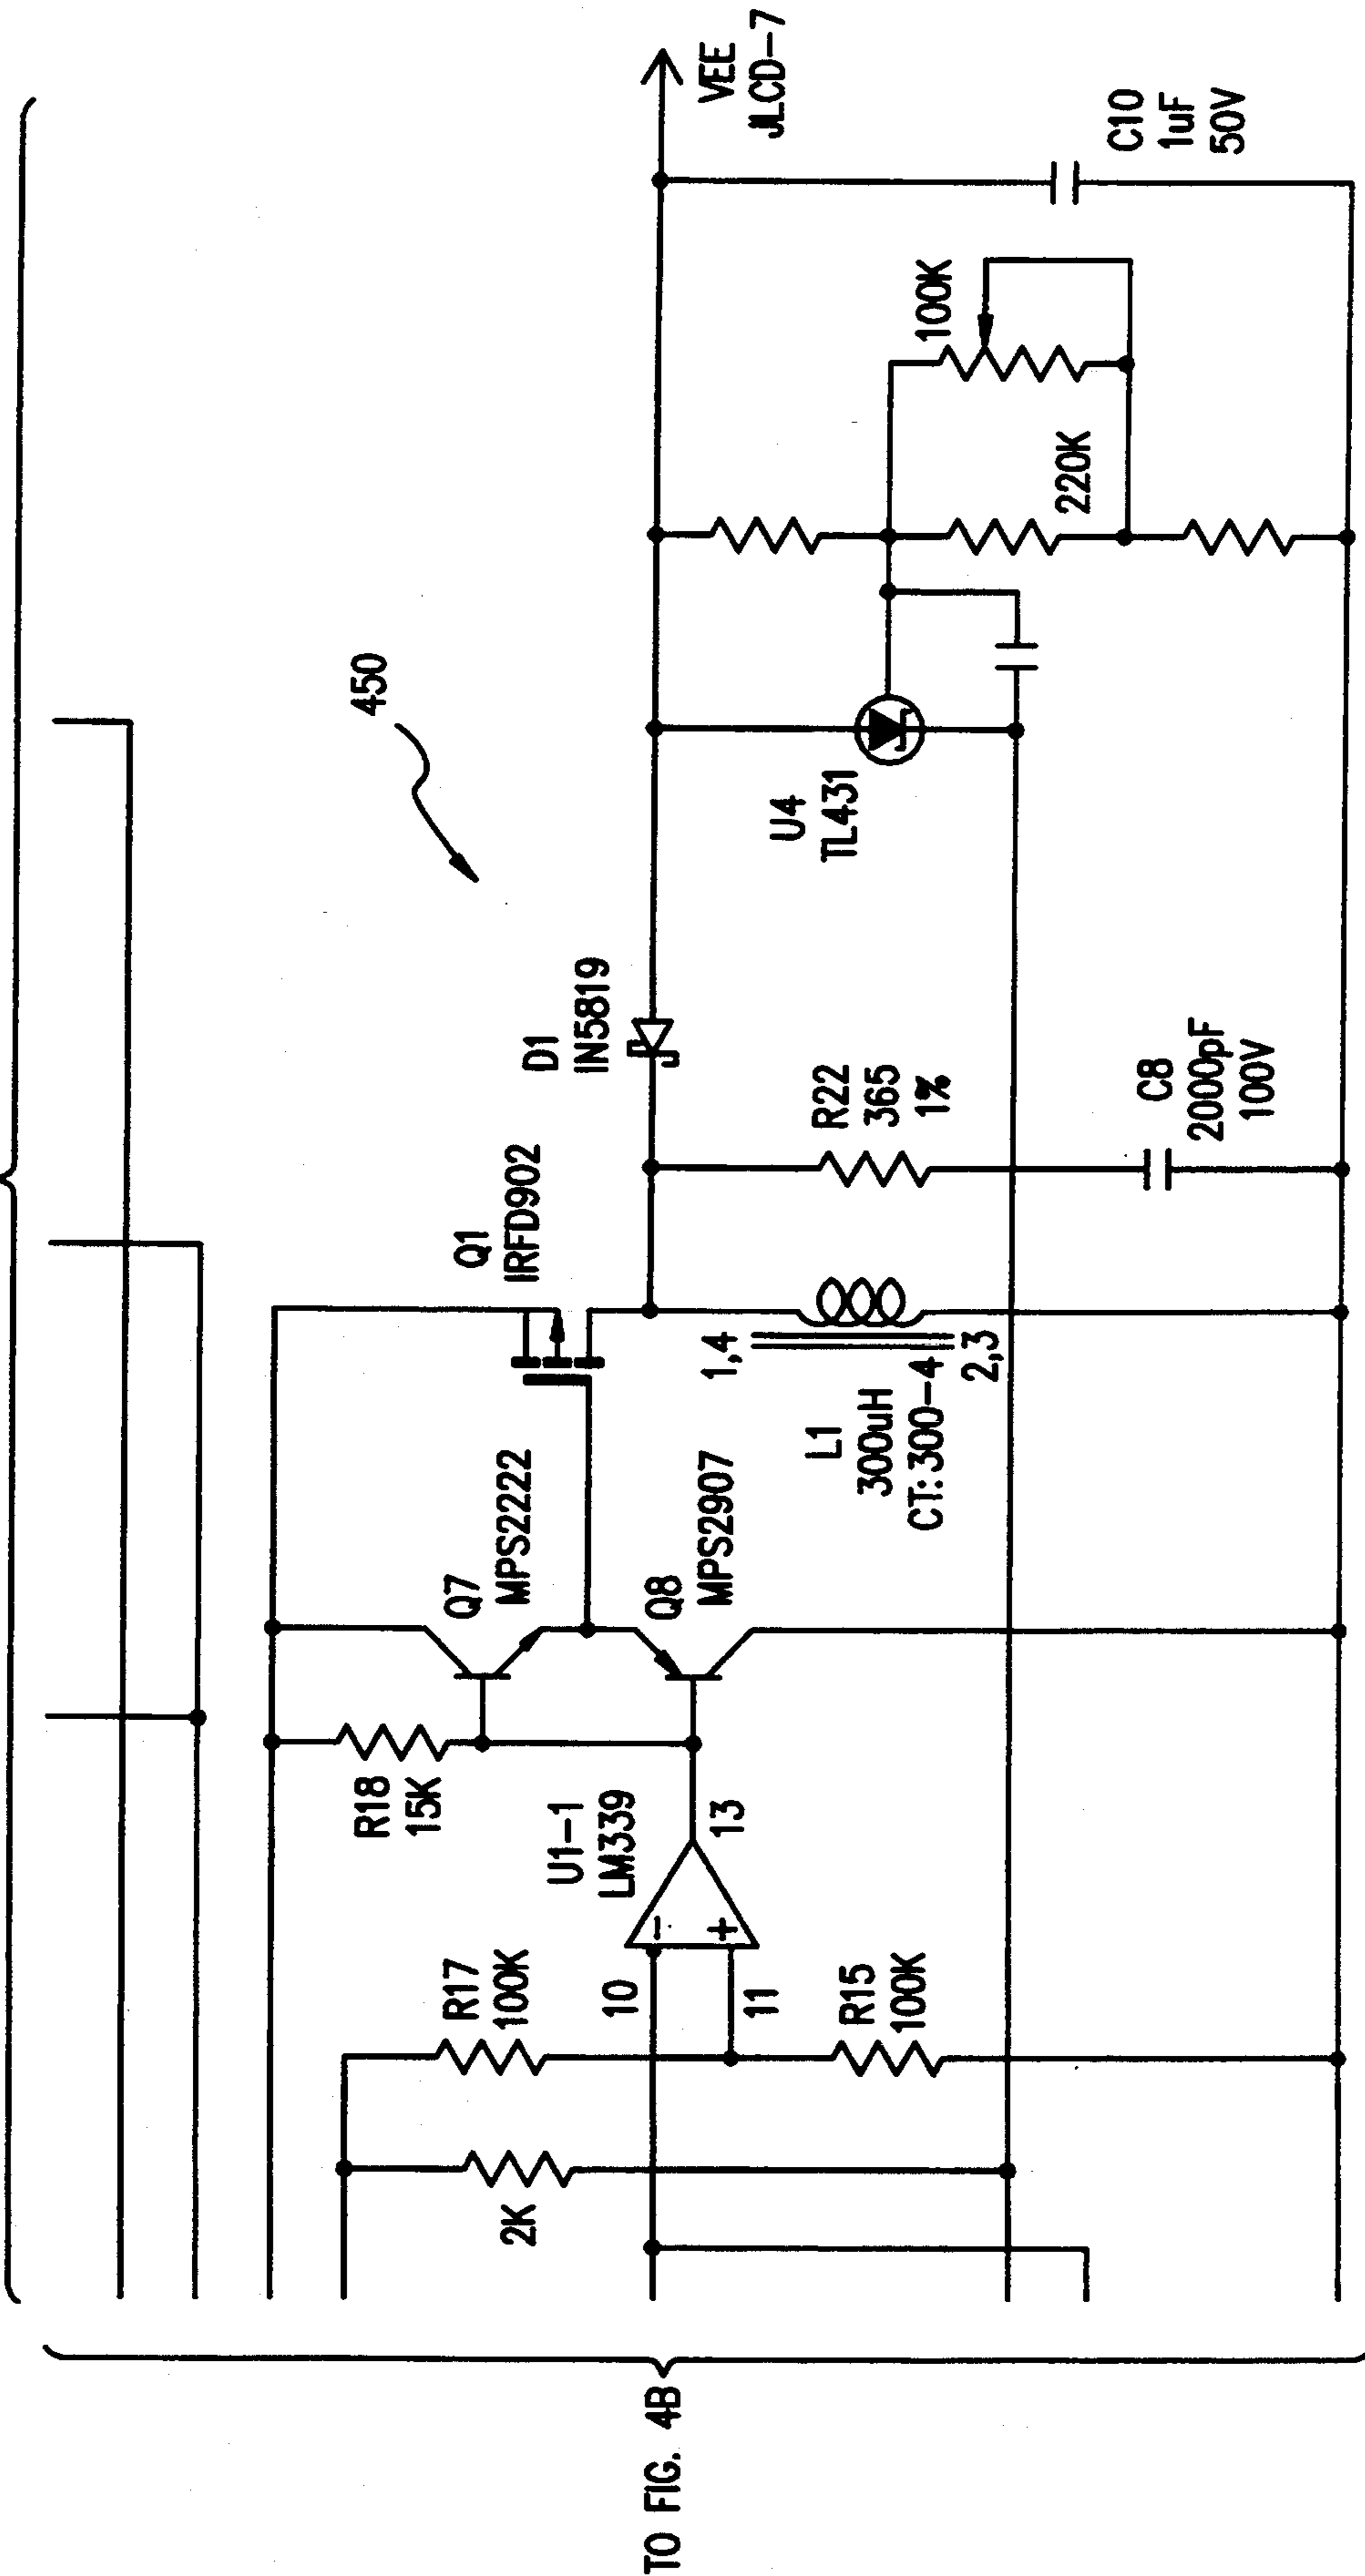 450
VEE
JLCD-7
Q1
IRFD902
D1
IN5819
Q7
MPS2222
R18
15K
Q8
MPS2907
U1-1
LM339
R17
100K
10
-
+
11
13
R15
100K
2K
1,4
L1
300uH
CT:300-4
2,3
R22
365
1%
C8
2000pF
100V
U4
TL431
100K
220K
C10
1uF
50V
TO FIG. 4B